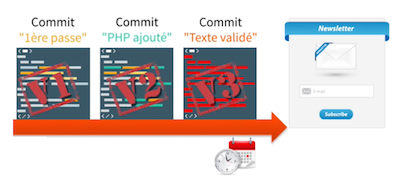 Commit
"1ère passe"
Commit
"PHP ajouté"
Commit
"Texte validé"
V1
V2
V3
Newsletter
E-mail
Subscribe